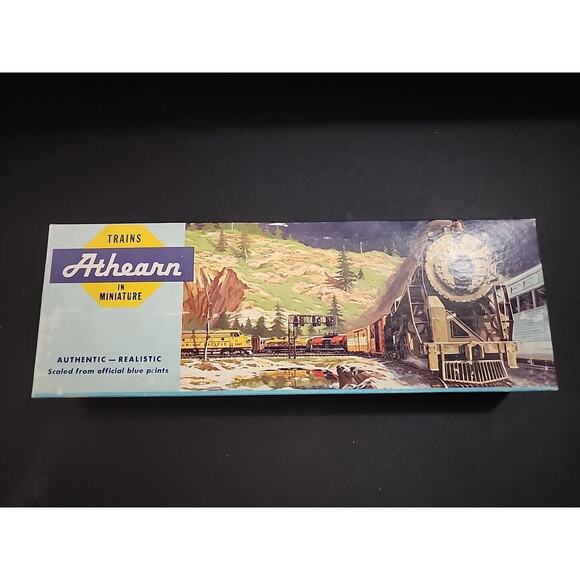 TRAINS
Athearn
IN
MINIATURE
AUTHENTIC — REALISTIC
Scaled from official blue prints